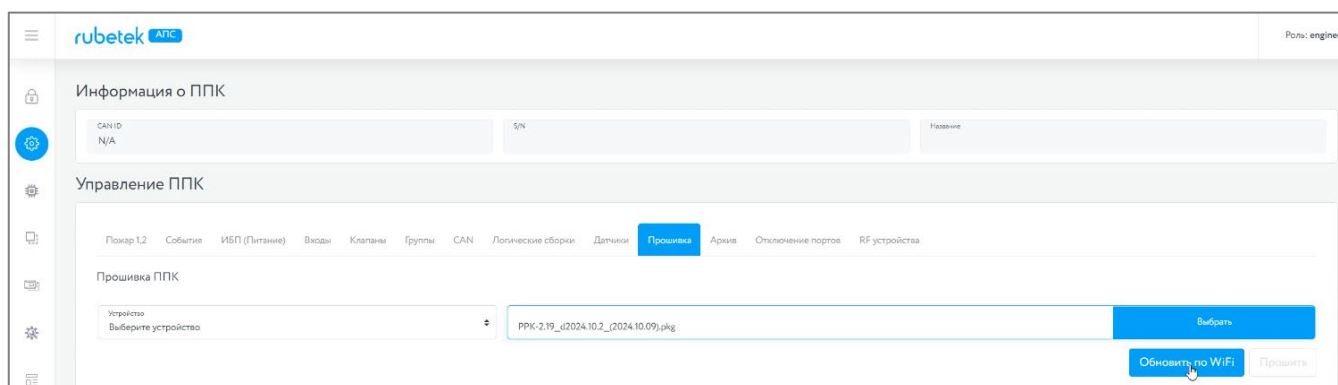 rubetek АПС
Роль: enginee
Информация о ППК
CAN ID
N/A
S/N
Название
Управление ППК
Пожар 1,2 События ИБП (Питание) Входы Клапаны Группы CAN Логические сборки Датчики Прошивка Архив Отключение портов RF устройства
Прошивка ППК
Устройство
Выберите устройство
PPK-2.19_d2024.10.2_(2024.10.09).pkg
Выбрать
Обновить по WiFi
Прошить